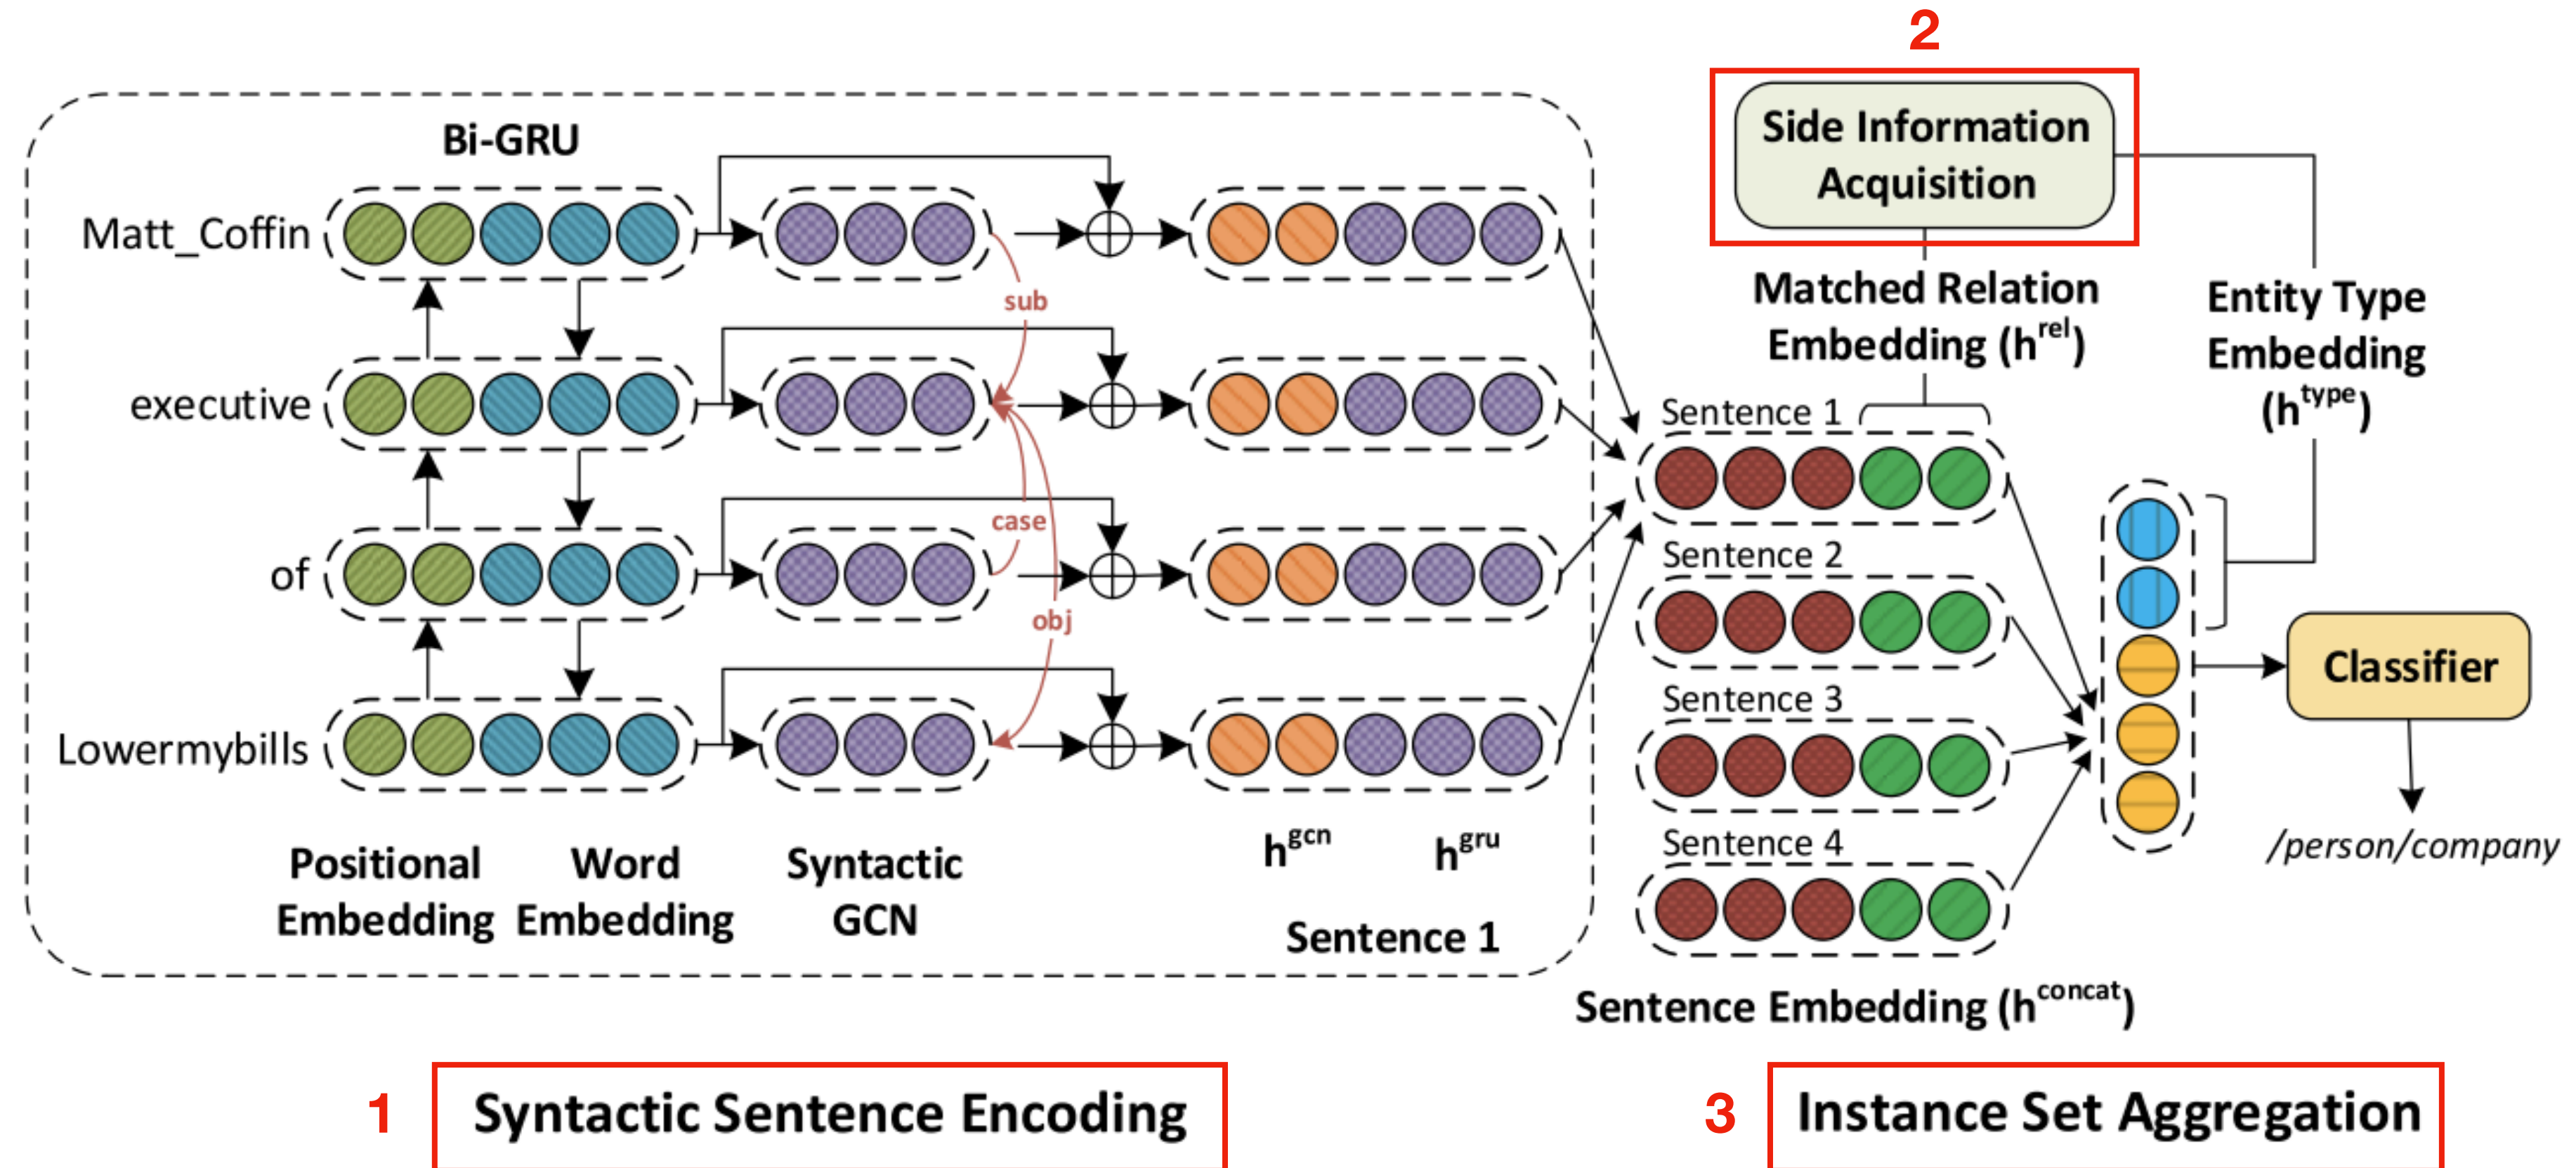 2
Side Information
Acquisition
Bi-GRU
Matt_Coffin
executive
of
Lowermybills
sub
case
obj
Positional
Embedding
Word
Embedding
Syntactic
GCN
h^gcn
h^gru
Sentence 1
Matched Relation
Embedding (h^rel)
Entity Type
Embedding
(h^type)
Sentence 1
Sentence 2
Sentence 3
Sentence 4
Sentence Embedding (h^concat)
Classifier
/person/company
1 Syntactic Sentence Encoding
3 Instance Set Aggregation